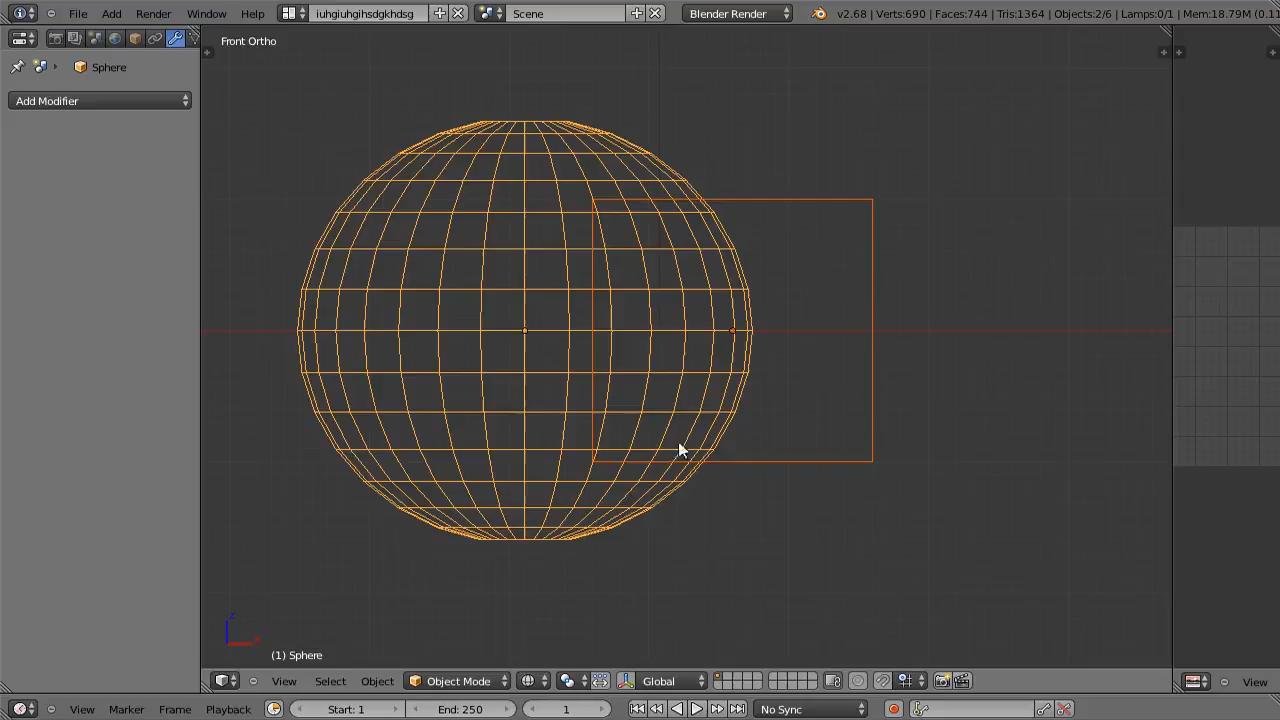 File Add Render Window Help iuhgiuhgihsdgkhdsg Scene Blender Render v2.68 | Verts:690 | Faces:744 | Tris:1364 | Objects:2/6 | Lamps:0/1 | Mem:18.79M (0.11
Front Ortho
Sphere
Add Modifier
z
x
(1) Sphere
View Select Object Object Mode Global View
View Marker Frame Playback Start: 1 End: 250 1 No Sync